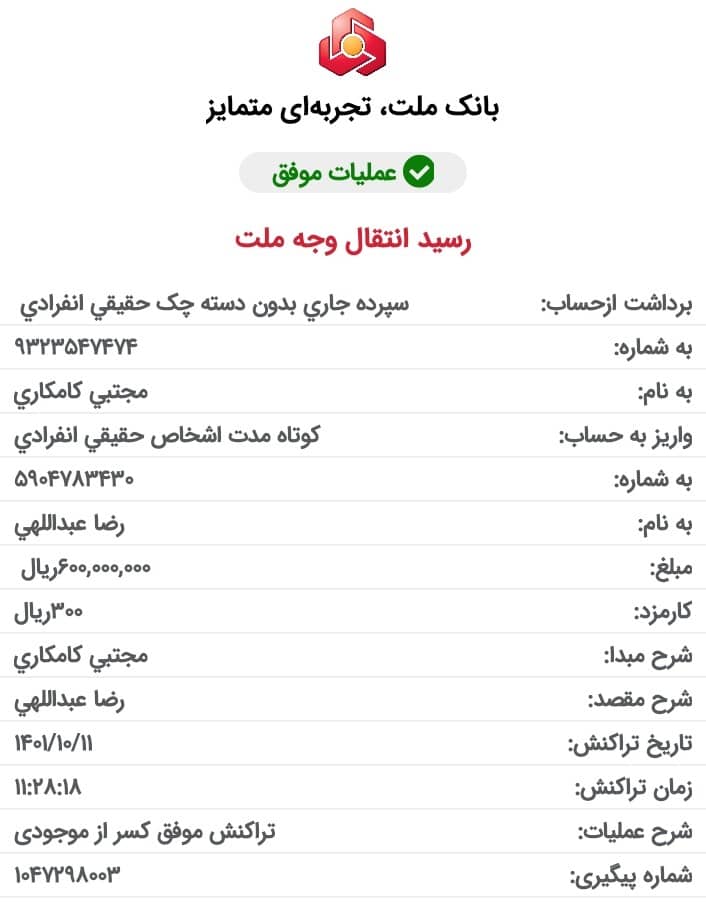 بانک ملت، تجربه‌ای متمایز
عملیات موفق
رسید انتقال وجه ملت
برداشت ازحساب: سپرده جاري بدون دسته چک حقيقي انفرادي
به شماره: ۹۳۲۳۵۴۷۴۷۴
به نام: مجتبي کامکاري
واریز به حساب: کوتاه مدت اشخاص حقيقي انفرادي
به شماره: ۵۹۰۴۷۸۳۴۳۰
به نام: رضا عبداللهي
مبلغ: ۶۰۰,۰۰۰,۰۰۰ریال
کارمزد: ۳۰۰ریال
شرح مبدا: مجتبي کامکاري
شرح مقصد: رضا عبداللهي
تاریخ تراکنش: ۱۴۰۱/۱۰/۱۱
زمان تراکنش: ۱۱:۲۸:۱۸
شرح عملیات: تراکنش موفق کسر از موجودی
شماره پیگیری: ۱۰۴۷۲۹۸۰۰۳